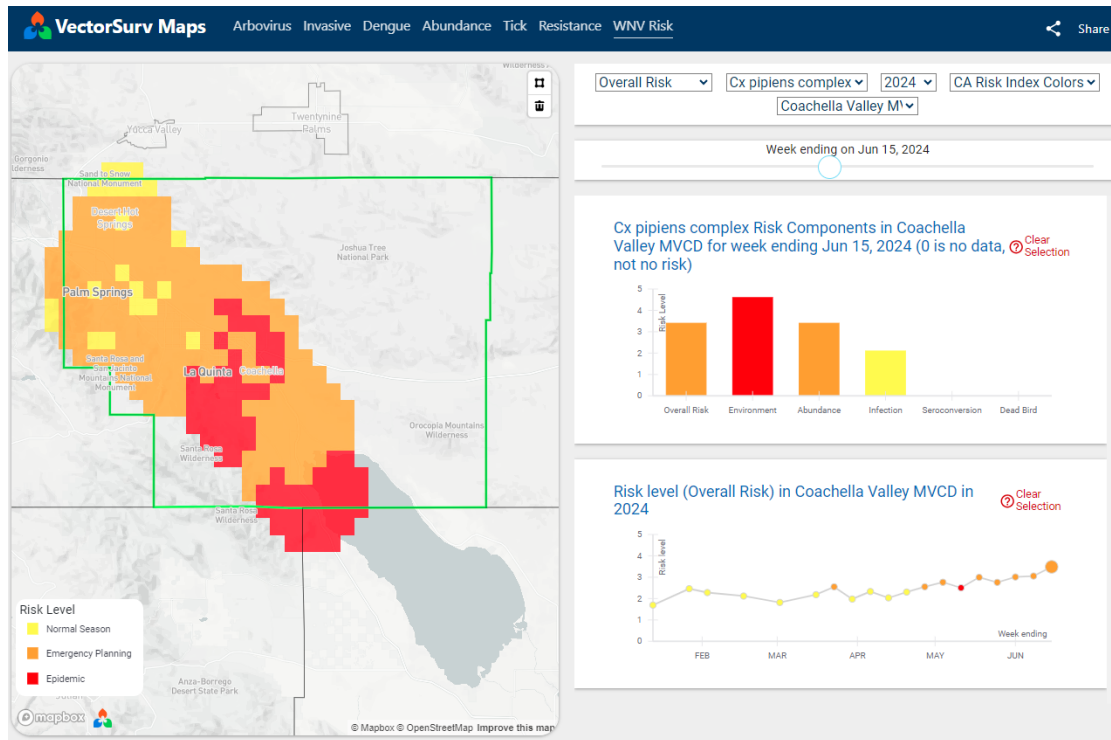 VectorSurv Maps Arbovirus Invasive Dengue Abundance Tick Resistance WNV Risk Share
Twentynine
Palms
Yucca Valley
Gorgonio
Sand to Snow
National Monument
Desert Hot
Springs
Joshua Tree
National Park
Palm Springs
Santa Rosa and
San Jacinto
Mountains National
Monument
La Quinta Coachella
Orocopia Mountains
Wilderness
Santa Rosa
Wilderness
Santa Rosa
Wilderness
Risk Level
Normal Season
Emergency Planning
Epidemic
Anza-Borrego
Desert State Park
mapbox
© Mapbox © OpenStreetMap Improve this map
Overall Risk Cx pipiens complex 2024 CA Risk Index Colors
Coachella Valley M\
Week ending on Jun 15, 2024
Cx pipiens complex Risk Components in Coachella
Valley MVCD for week ending Jun 15, 2024 (0 is no data,
not no risk)
Clear
Selection
5
4
3
2
1
0
Risk Level
Overall Risk Environment Abundance Infection Seroconversion Dead Bird
Risk level (Overall Risk) in Coachella Valley MVCD in
2024
Clear
Selection
5
4
3
2
1
0
Risk level
Week ending
FEB MAR APR MAY JUN